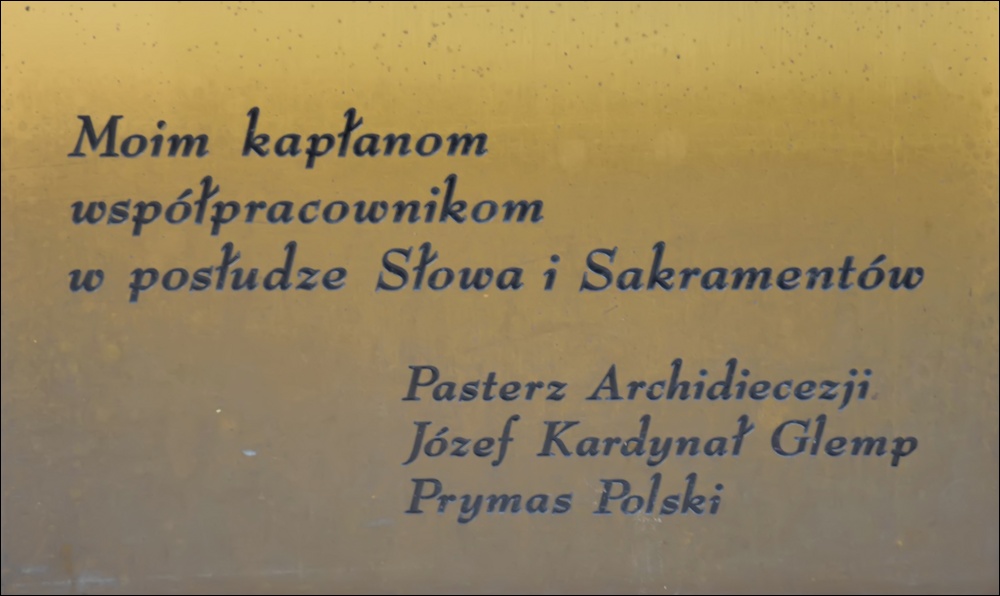 Moim kapłanom
współpracownikom
w posłudze Słowa i Sakramentów
Pasterz Archidiecezji
Józef Kardynał Glemp
Prymas Polski